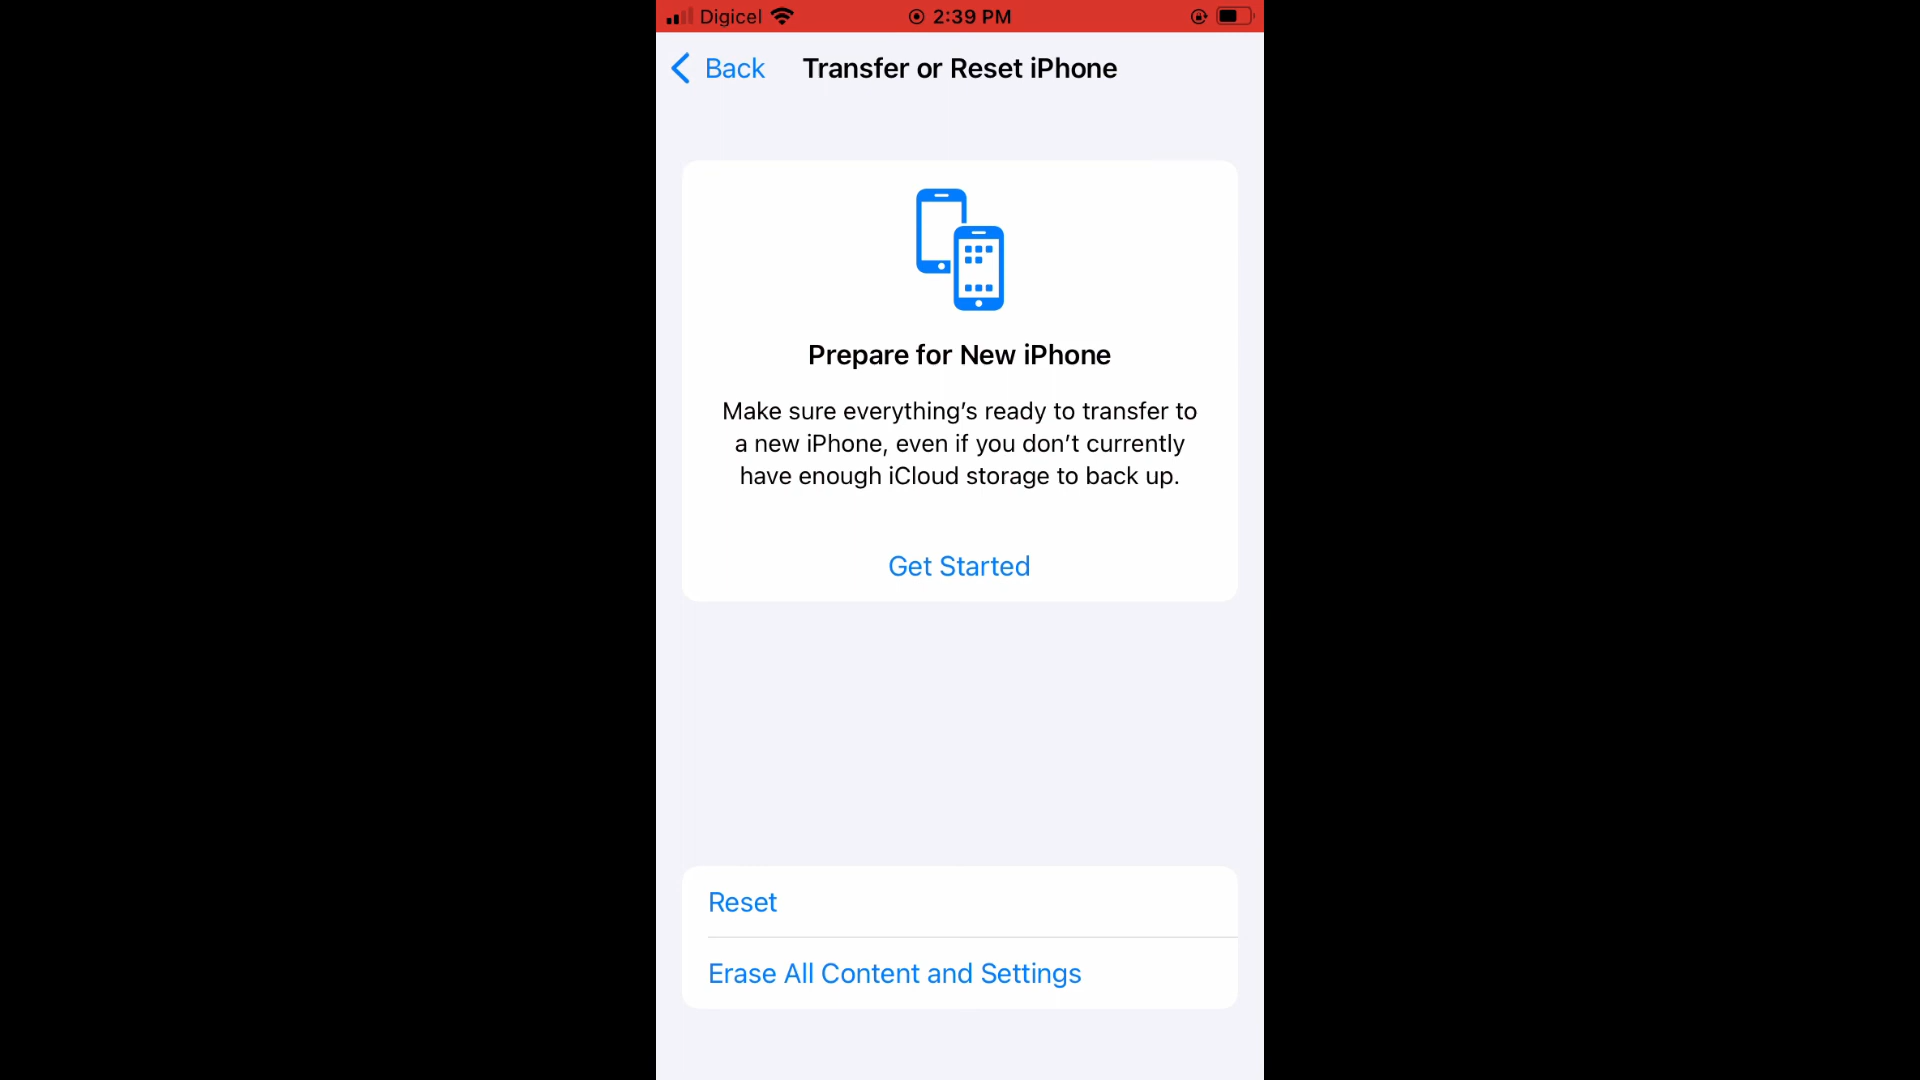 Digicel 2:39 PM
Back Transfer or Reset iPhone
Prepare for New iPhone
Make sure everything’s ready to transfer to
a new iPhone, even if you don’t currently
have enough iCloud storage to back up.
Get Started
Reset
Erase All Content and Settings